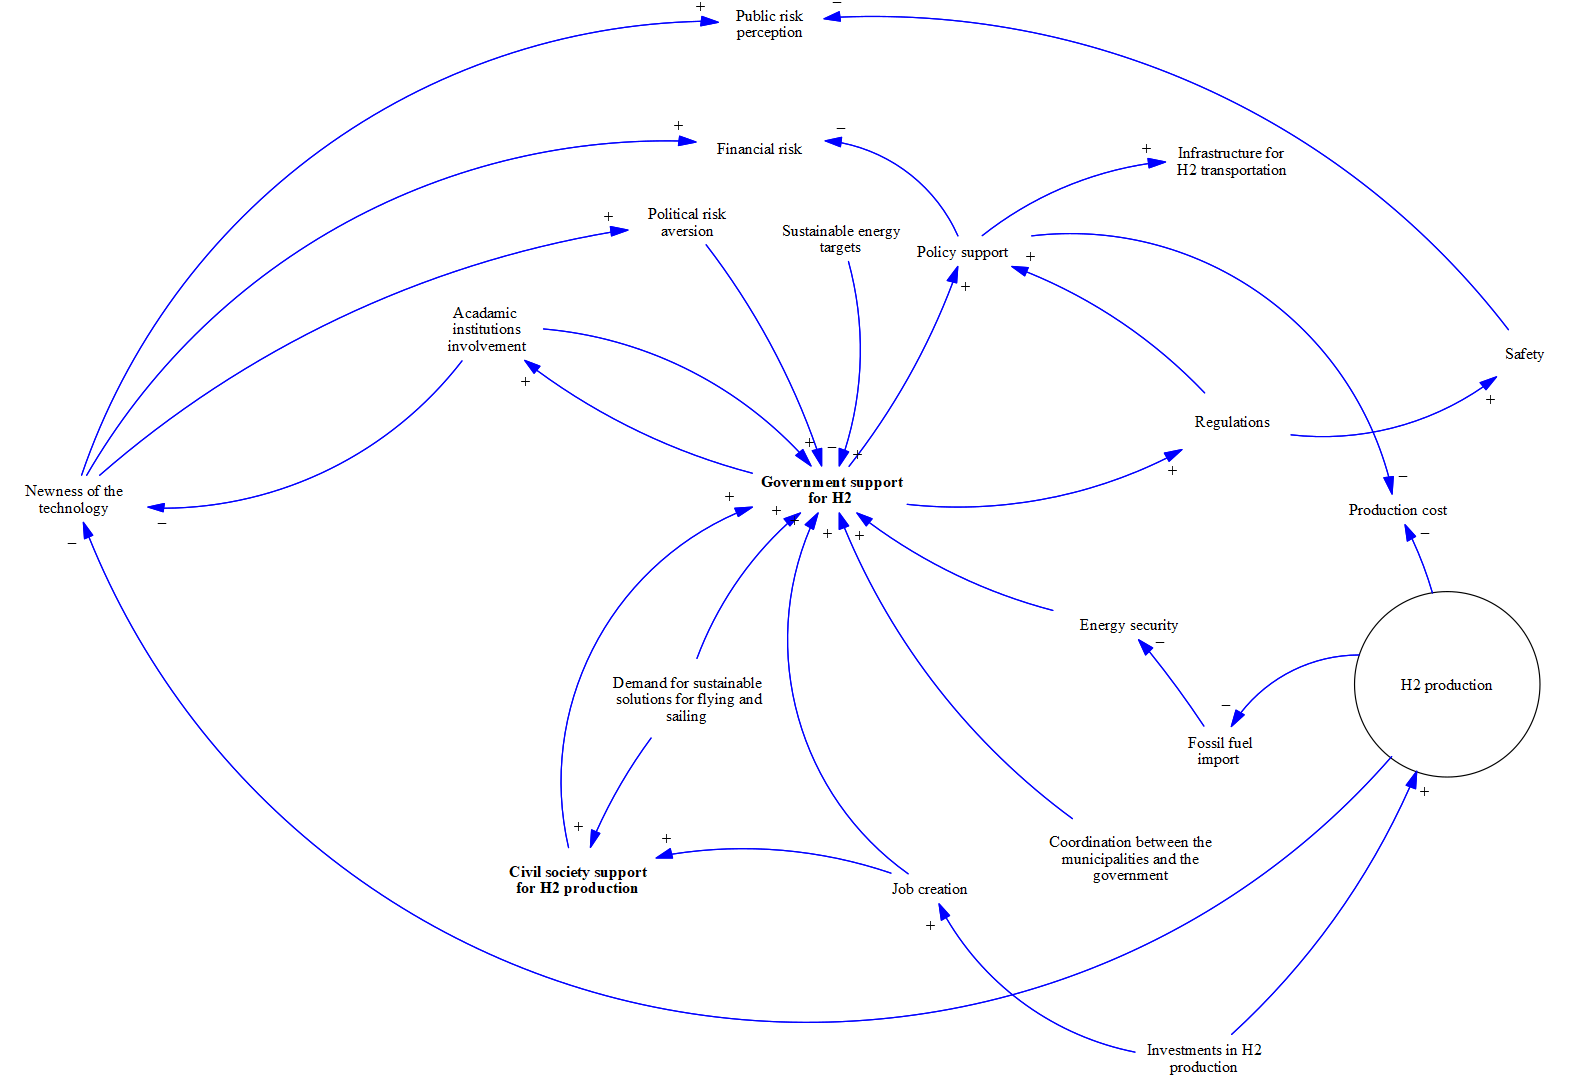 Public risk
perception
Financial risk
Infrastructure for
H2 transportation
Political risk
aversion
Sustainable energy
targets
Policy support
Acadamic
institutions
involvement
Safety
Regulations
Newness of the
technology
Government support
for H2
Production cost
Energy security
Demand for sustainable
solutions for flying and
sailing
H2 production
Fossil fuel
import
Civil society support
for H2 production
Coordination between the
municipalities and the
government
Job creation
Investments in H2
production